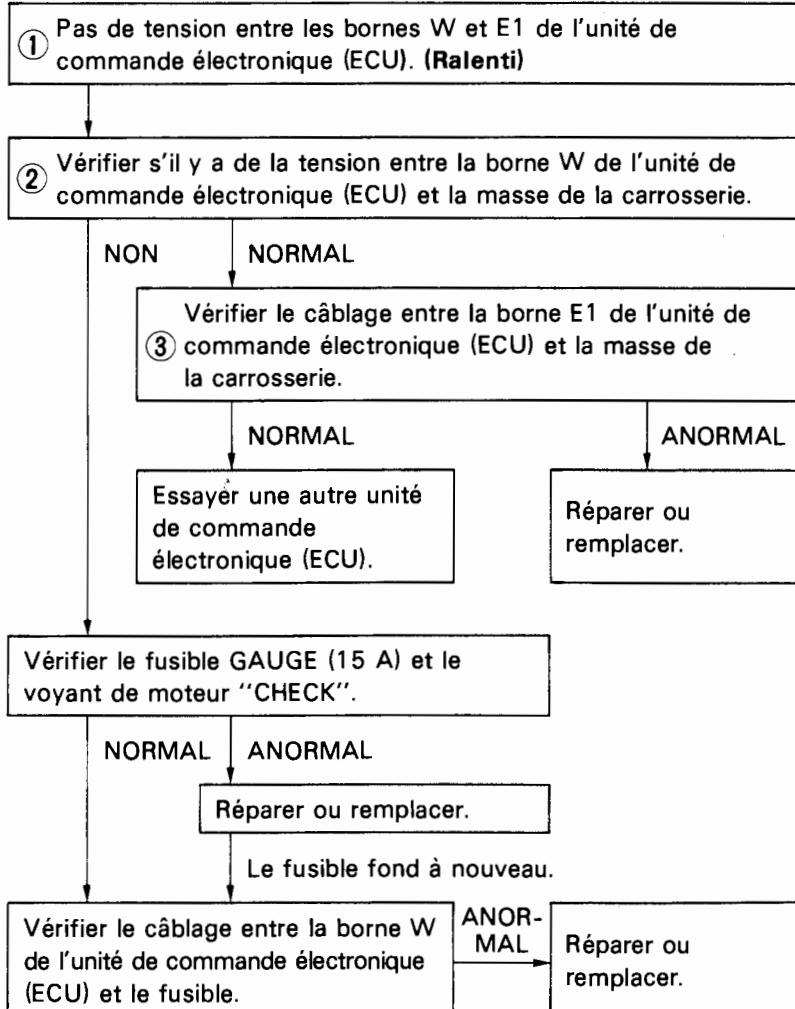 ① Pas de tension entre les bornes W et E1 de l'unité de
commande électronique (ECU). (Ralenti)
② Vérifier s'il y a de la tension entre la borne W de l'unité de
commande électronique (ECU) et la masse de la carrosserie.
NON
NORMAL
Vérifier le câblage entre la borne E1 de l'unité de
③ commande électronique (ECU) et la masse de
la carrosserie.
NORMAL
ANORMAL
Essayer une autre unité
de commande
électronique (ECU).
Réparer ou
remplacer.
Vérifier le fusible GAUGE (15 A) et le
voyant de moteur ''CHECK''.
NORMAL
ANORMAL
Réparer ou remplacer.
Le fusible fond à nouveau.
Vérifier le câblage entre la borne W
de l'unité de commande électronique
(ECU) et le fusible.
ANOR-
MAL
Réparer ou
remplacer.